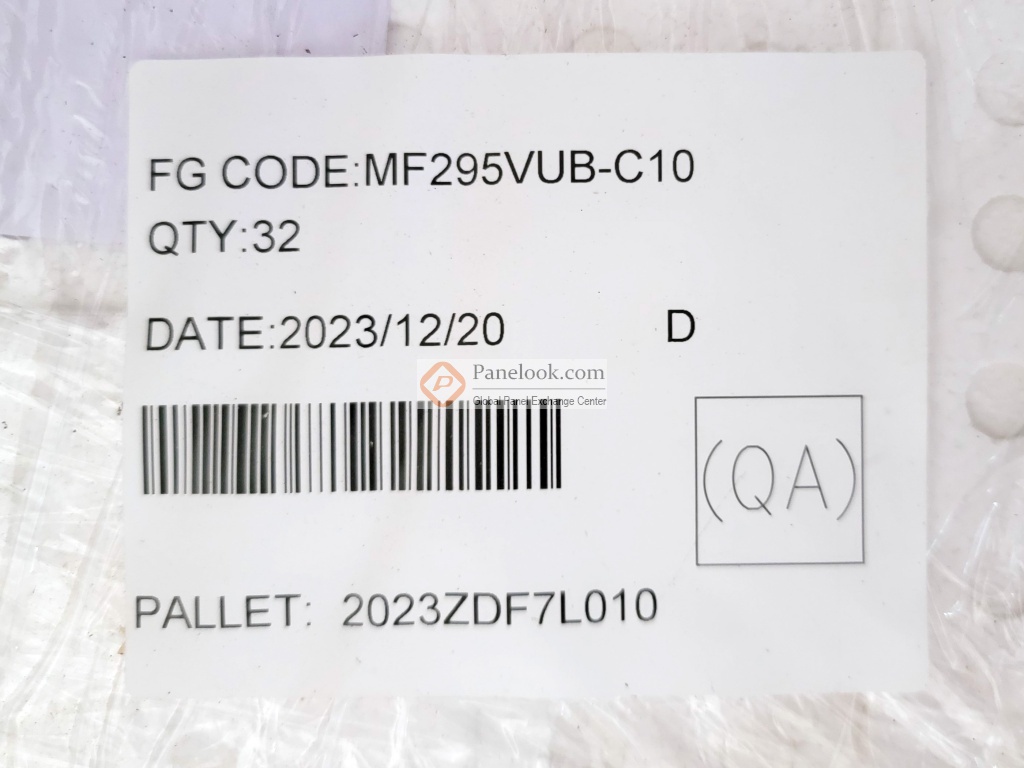 FG CODE:MF295VUB-C10
QTY:32
DATE:2023/12/20 D
Panelook.com
Global Panel Exchange Center
(QA)
PALLET: 2023ZDF7L010